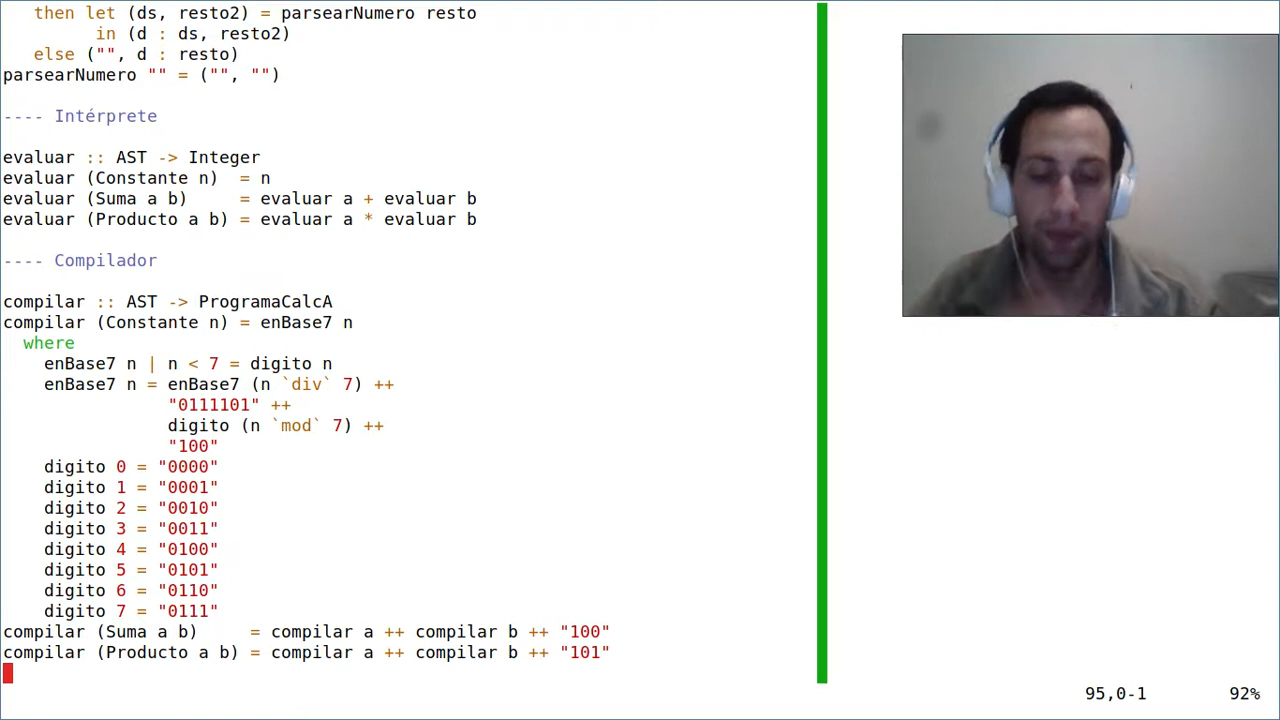 then let (ds, resto2) = parsearNumero resto
in (d : ds, resto2)
else ("", d : resto)
parsearNumero "" = ("", "")
---- Intérprete
evaluar :: AST -> Integer
evaluar (Constante n)  = n
evaluar (Suma a b)     = evaluar a + evaluar b
evaluar (Producto a b) = evaluar a * evaluar b
---- Compilador
compilar :: AST -> ProgramaCalcA
compilar (Constante n) = enBase7 n
where
enBase7 n | n < 7 = digito n
enBase7 n = enBase7 (n `div` 7) ++
"0111101" ++
digito (n `mod` 7) ++
"100"
digito 0 = "0000"
digito 1 = "0001"
digito 2 = "0010"
digito 3 = "0011"
digito 4 = "0100"
digito 5 = "0101"
digito 6 = "0110"
digito 7 = "0111"
compilar (Suma a b)     = compilar a ++ compilar b ++ "100"
compilar (Producto a b) = compilar a ++ compilar b ++ "101"
95,0-1        92%